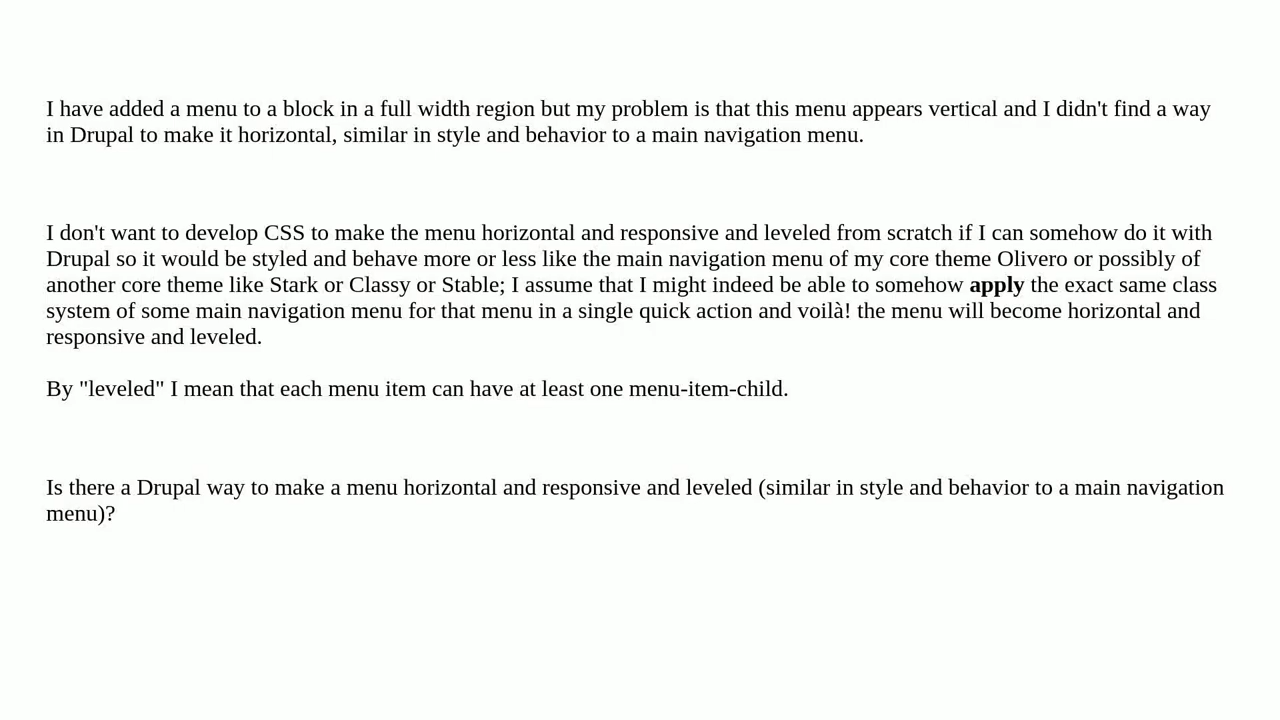 I have added a menu to a block in a full width region but my problem is that this menu appears vertical and I didn't find a way
in Drupal to make it horizontal, similar in style and behavior to a main navigation menu.
I don't want to develop CSS to make the menu horizontal and responsive and leveled from scratch if I can somehow do it with
Drupal so it would be styled and behave more or less like the main navigation menu of my core theme Olivero or possibly of
another core theme like Stark or Classy or Stable; I assume that I might indeed be able to somehow apply the exact same class
system of some main navigation menu for that menu in a single quick action and voilà! the menu will become horizontal and
responsive and leveled.
By "leveled" I mean that each menu item can have at least one menu-item-child.
Is there a Drupal way to make a menu horizontal and responsive and leveled (similar in style and behavior to a main navigation
menu)?